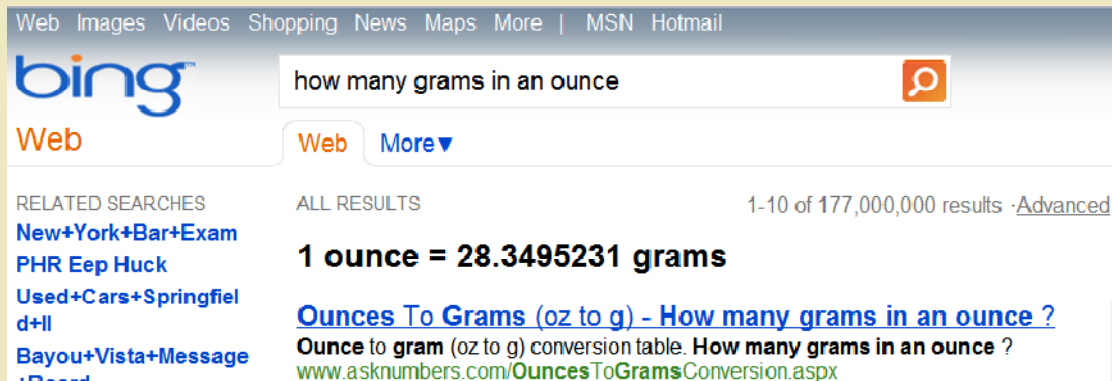 Web Images Videos Shopping News Maps More | MSN Hotmail
bing™
how many grams in an ounce
Web
Web More▼
RELATED SEARCHES
New+York+Bar+Exam
PHR Eep Huck
Used+Cars+Springfiel
d+Il
Bayou+Vista+Message
+Board
ALL RESULTS
1-10 of 177,000,000 results ·Advanced
1 ounce = 28.3495231 grams
Ounces To Grams (oz to g) - How many grams in an ounce ?
Ounce to gram (oz to g) conversion table. How many grams in an ounce ?
www.asknumbers.com/OuncesToGramsConversion.aspx